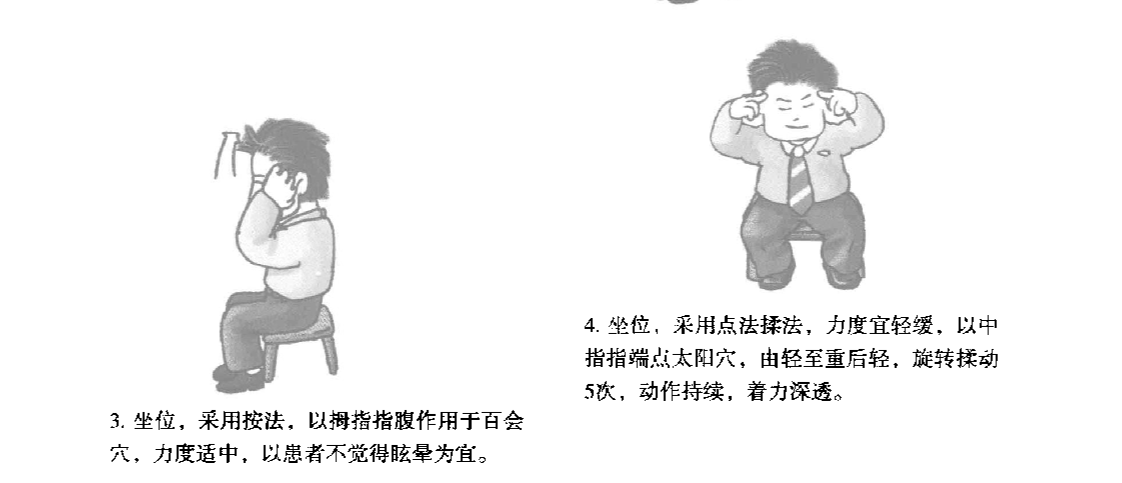 3. 坐位，采用按法，以拇指指腹作用于百会
穴，力度适中，以患者不觉得眩晕为宜。
4. 坐位，采用点法揉法，力度宜轻缓，以中
指指端点太阳穴，由轻至重后轻，旋转揉动
5次，动作持续，着力深透。